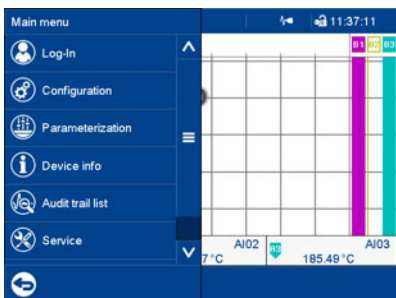 Main menu
11:37:11
Log-In
B1 B2 B3
Configuration
Parameterization
Device info
Audit trail list
Service
AI02
AI03
7°C
B3
185.49°C